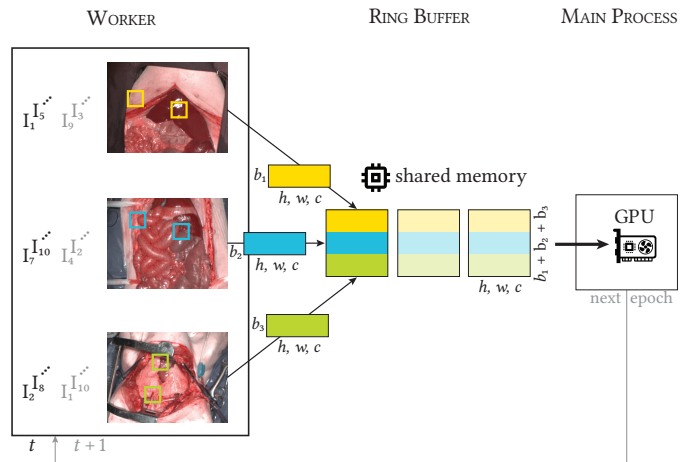 WORKER
RING BUFFER
MAIN PROCESS
I₁ I₅ ⋰ I₉ I₃ ⋰
b₁
h, w, c
shared memory
I₇ I₁₀ ⋰ I₄ I₂ ⋰
b₂
h, w, c
h, w, c
b₁ + b₂ + b₃
GPU
next epoch
b₃
h, w, c
I₂ I₈ ⋰ I₁ I₁₀ ⋰
t t + 1